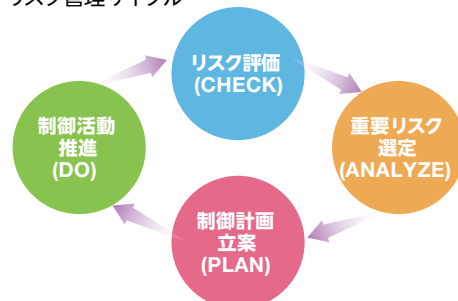 リスク管理サイクル
リスク評価
(CHECK)
制御活動
推進
(DO)
重要リスク
選定
(ANALYZE)
制御計画
立案
(PLAN)